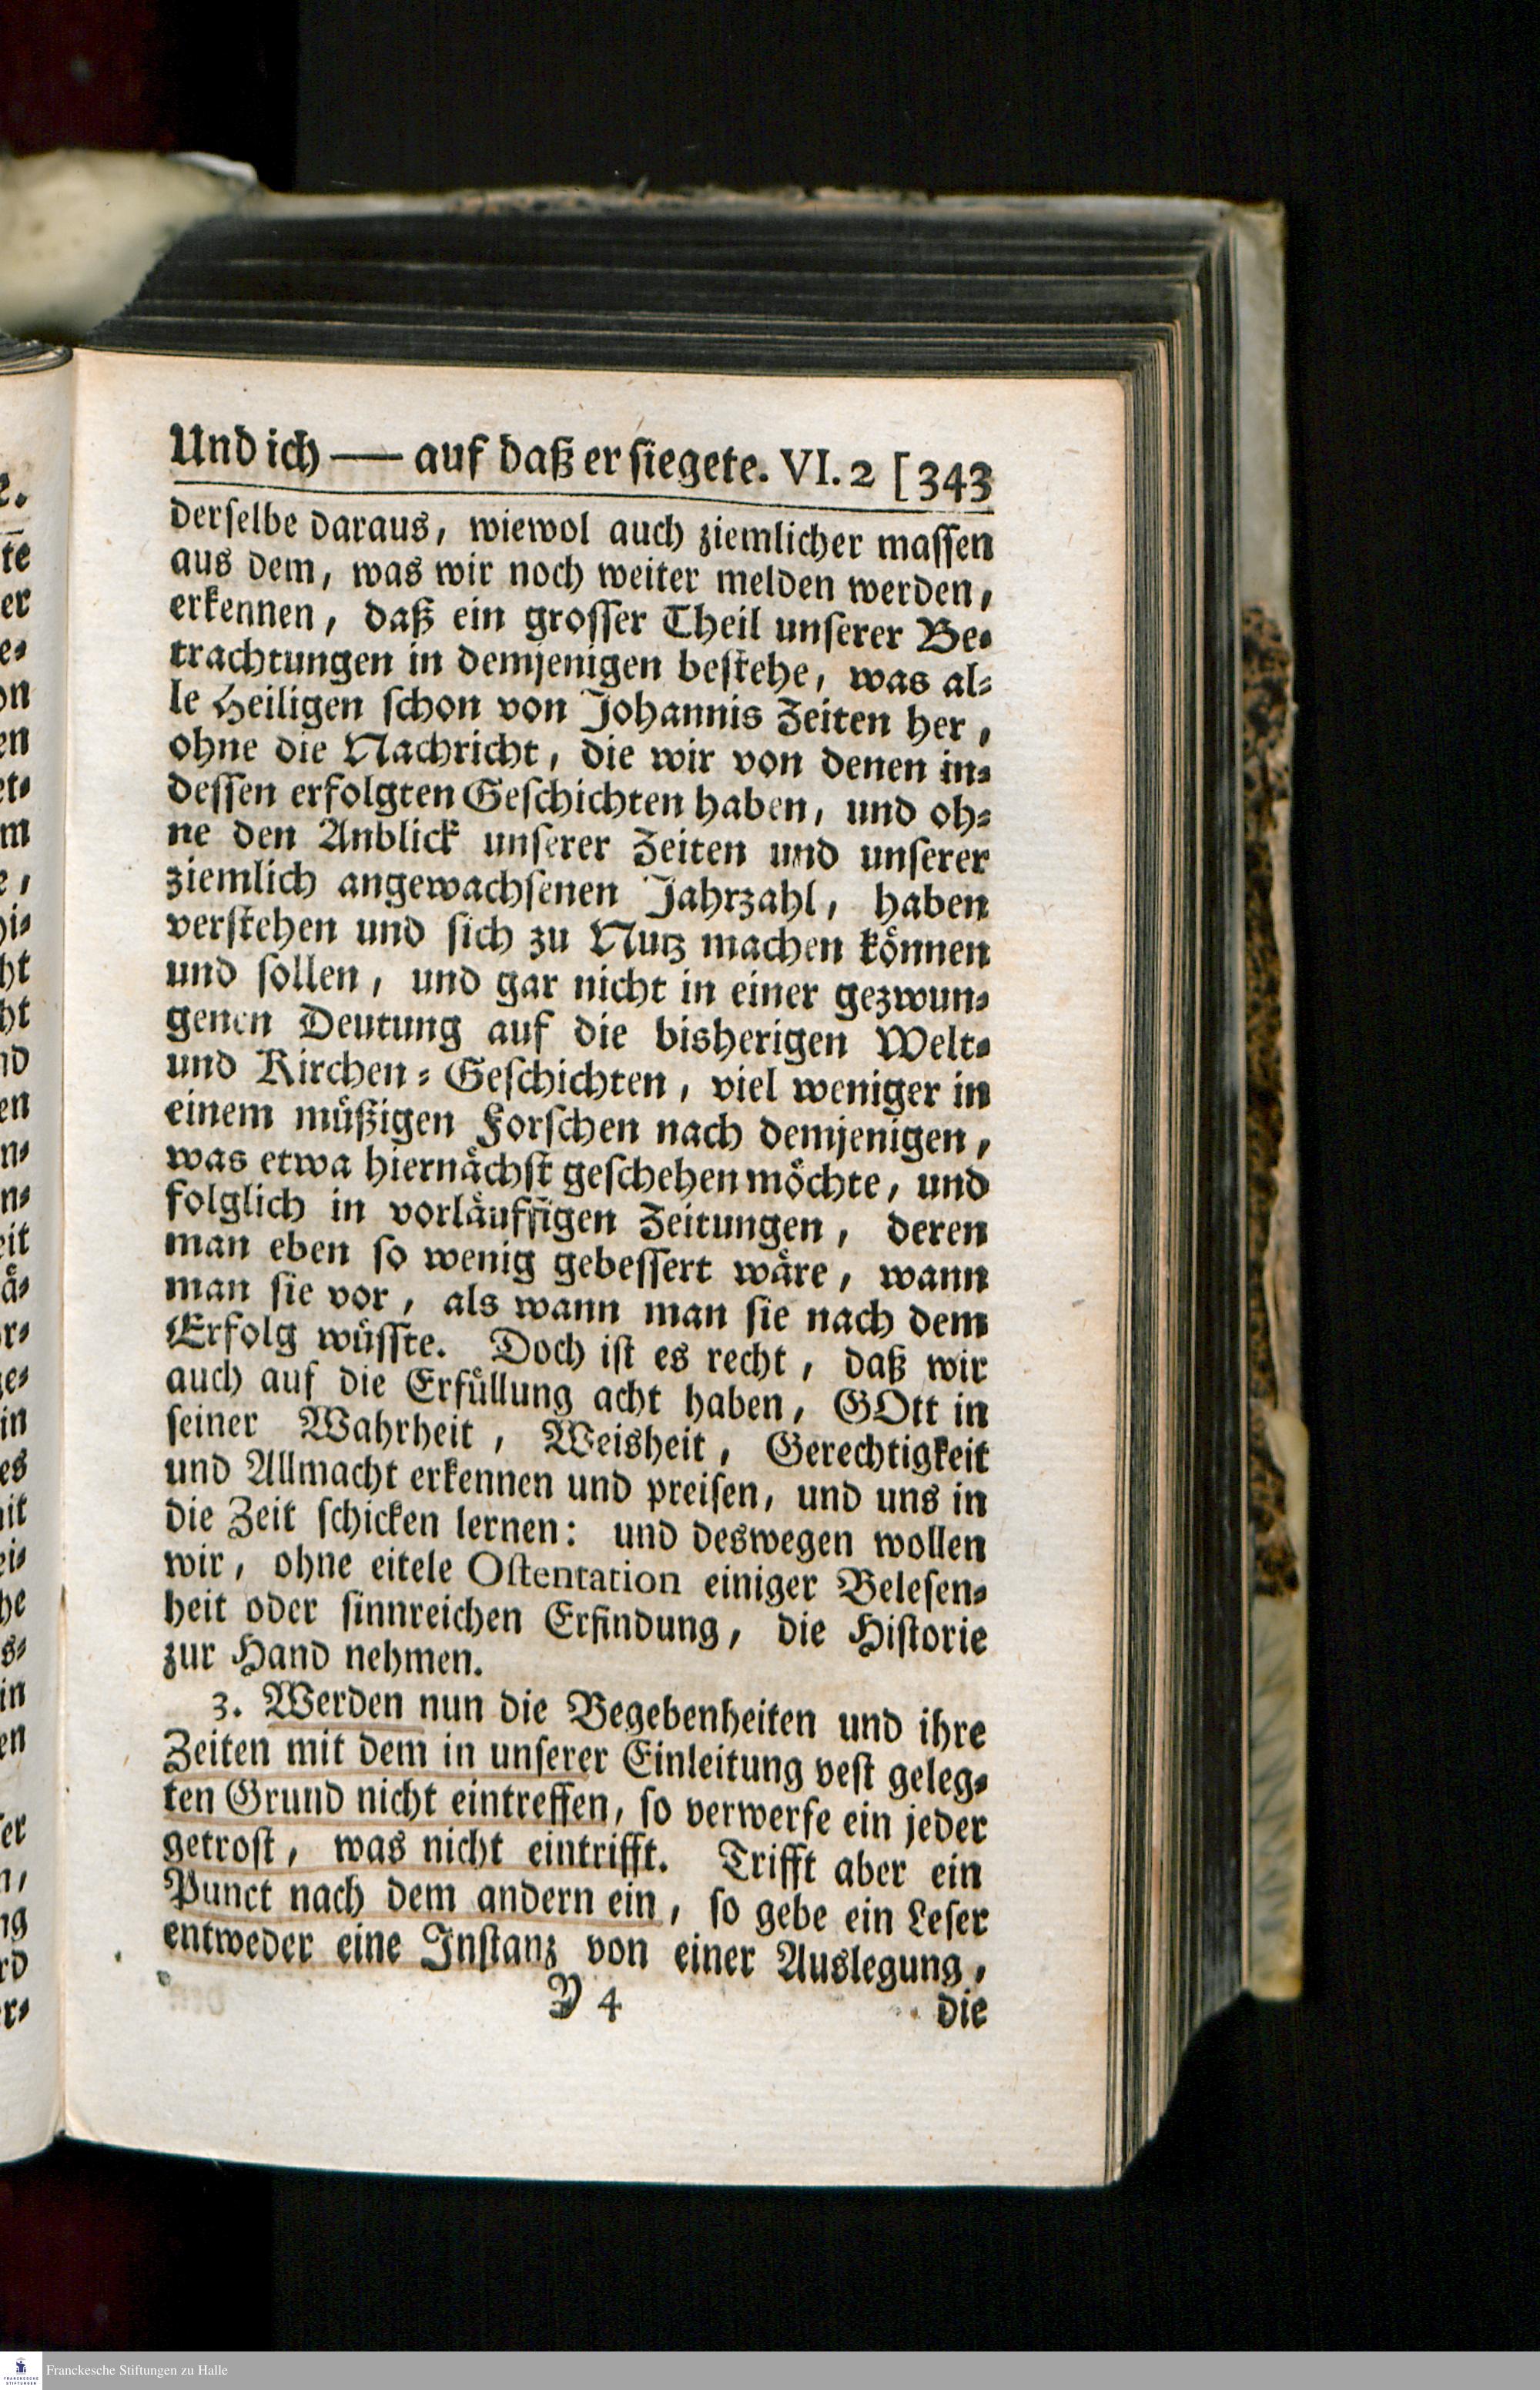 Und ich — auf daß er siegete. VI. 2 [343
derselbe daraus, wiewol auch ziemlicher massen
aus dem, was wir noch weiter melden werden,
erkennen, daß ein grosser Theil unserer Be-
trachtungen in demjenigen bestehe, was al-
le Heiligen schon von Johannis Zeiten her,
ohne die Nachricht, die wir von denen in-
dessen erfolgten Geschichten haben, und oh-
ne den Anblick unserer Zeiten und unserer
ziemlich angewachsenen Jahrzahl, haben
verstehen und sich zu Nutz machen können
und sollen, und gar nicht in einer gezwun-
genen Deutung auf die bisherigen Welt-
und Kirchen-Geschichten, viel weniger in
einem müßigen Forschen nach demjenigen,
was etwa hiernächst geschehen möchte, und
folglich in vorläuffigen Zeitungen, deren
man eben so wenig gebessert wäre, wann
man sie vor, als wann man sie nach dem
Erfolg wüsste. Doch ist es recht, daß wir
auch auf die Erfüllung acht haben, GOtt in
seiner Wahrheit, Weisheit, Gerechtigkeit
und Allmacht erkennen und preisen, und uns in
die Zeit schicken lernen: und deswegen wollen
wir, ohne eitele Ostentation einiger Belesen-
heit oder sinnreichen Erfindung, die Historie
zur Hand nehmen.
3. Werden nun die Begebenheiten und ihre
Zeiten mit dem in unserer Einleitung vest geleg-
ten Grund nicht eintreffen, so verwerfe ein jeder
getrost, was nicht eintrifft. Trifft aber ein
Punct nach dem andern ein, so gebe ein Leser
entweder eine Instanz von einer Auslegung,
Y 4 die
Franckesche Stiftungen zu Halle